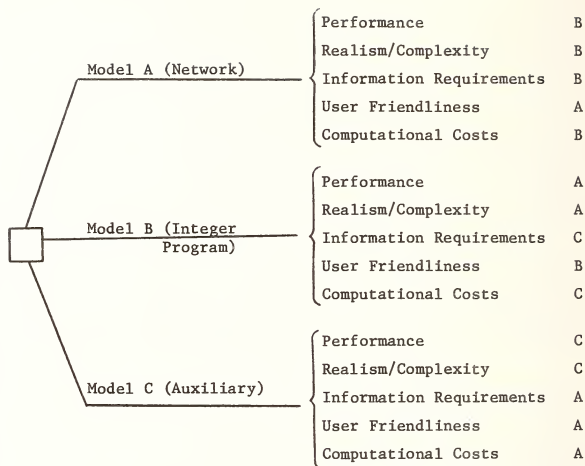 Performance B
Realism/Complexity B
Model A (Network)
Information Requirements B
User Friendliness A
Computational Costs B
Performance A
Realism/Complexity A
Model B (Integer
Program)
Information Requirements C
User Friendliness B
Computational Costs C
Performance C
Realism/Complexity C
Model C (Auxiliary)
Information Requirements A
User Friendliness A
Computational Costs A